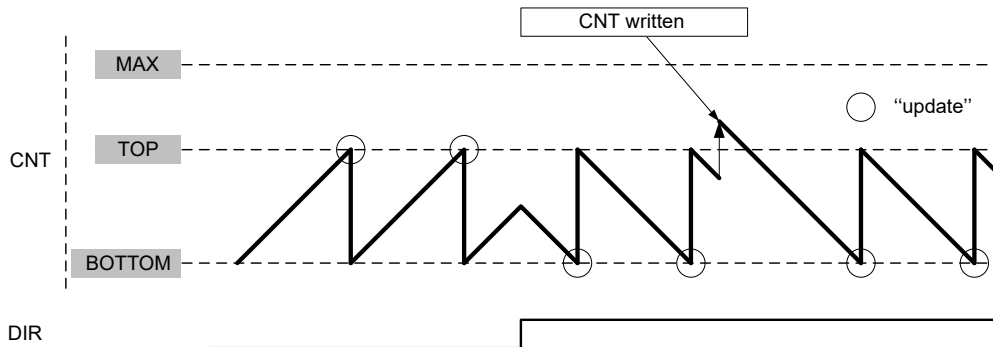 CNT written
MAX
"update"
TOP
CNT
BOTTOM
DIR